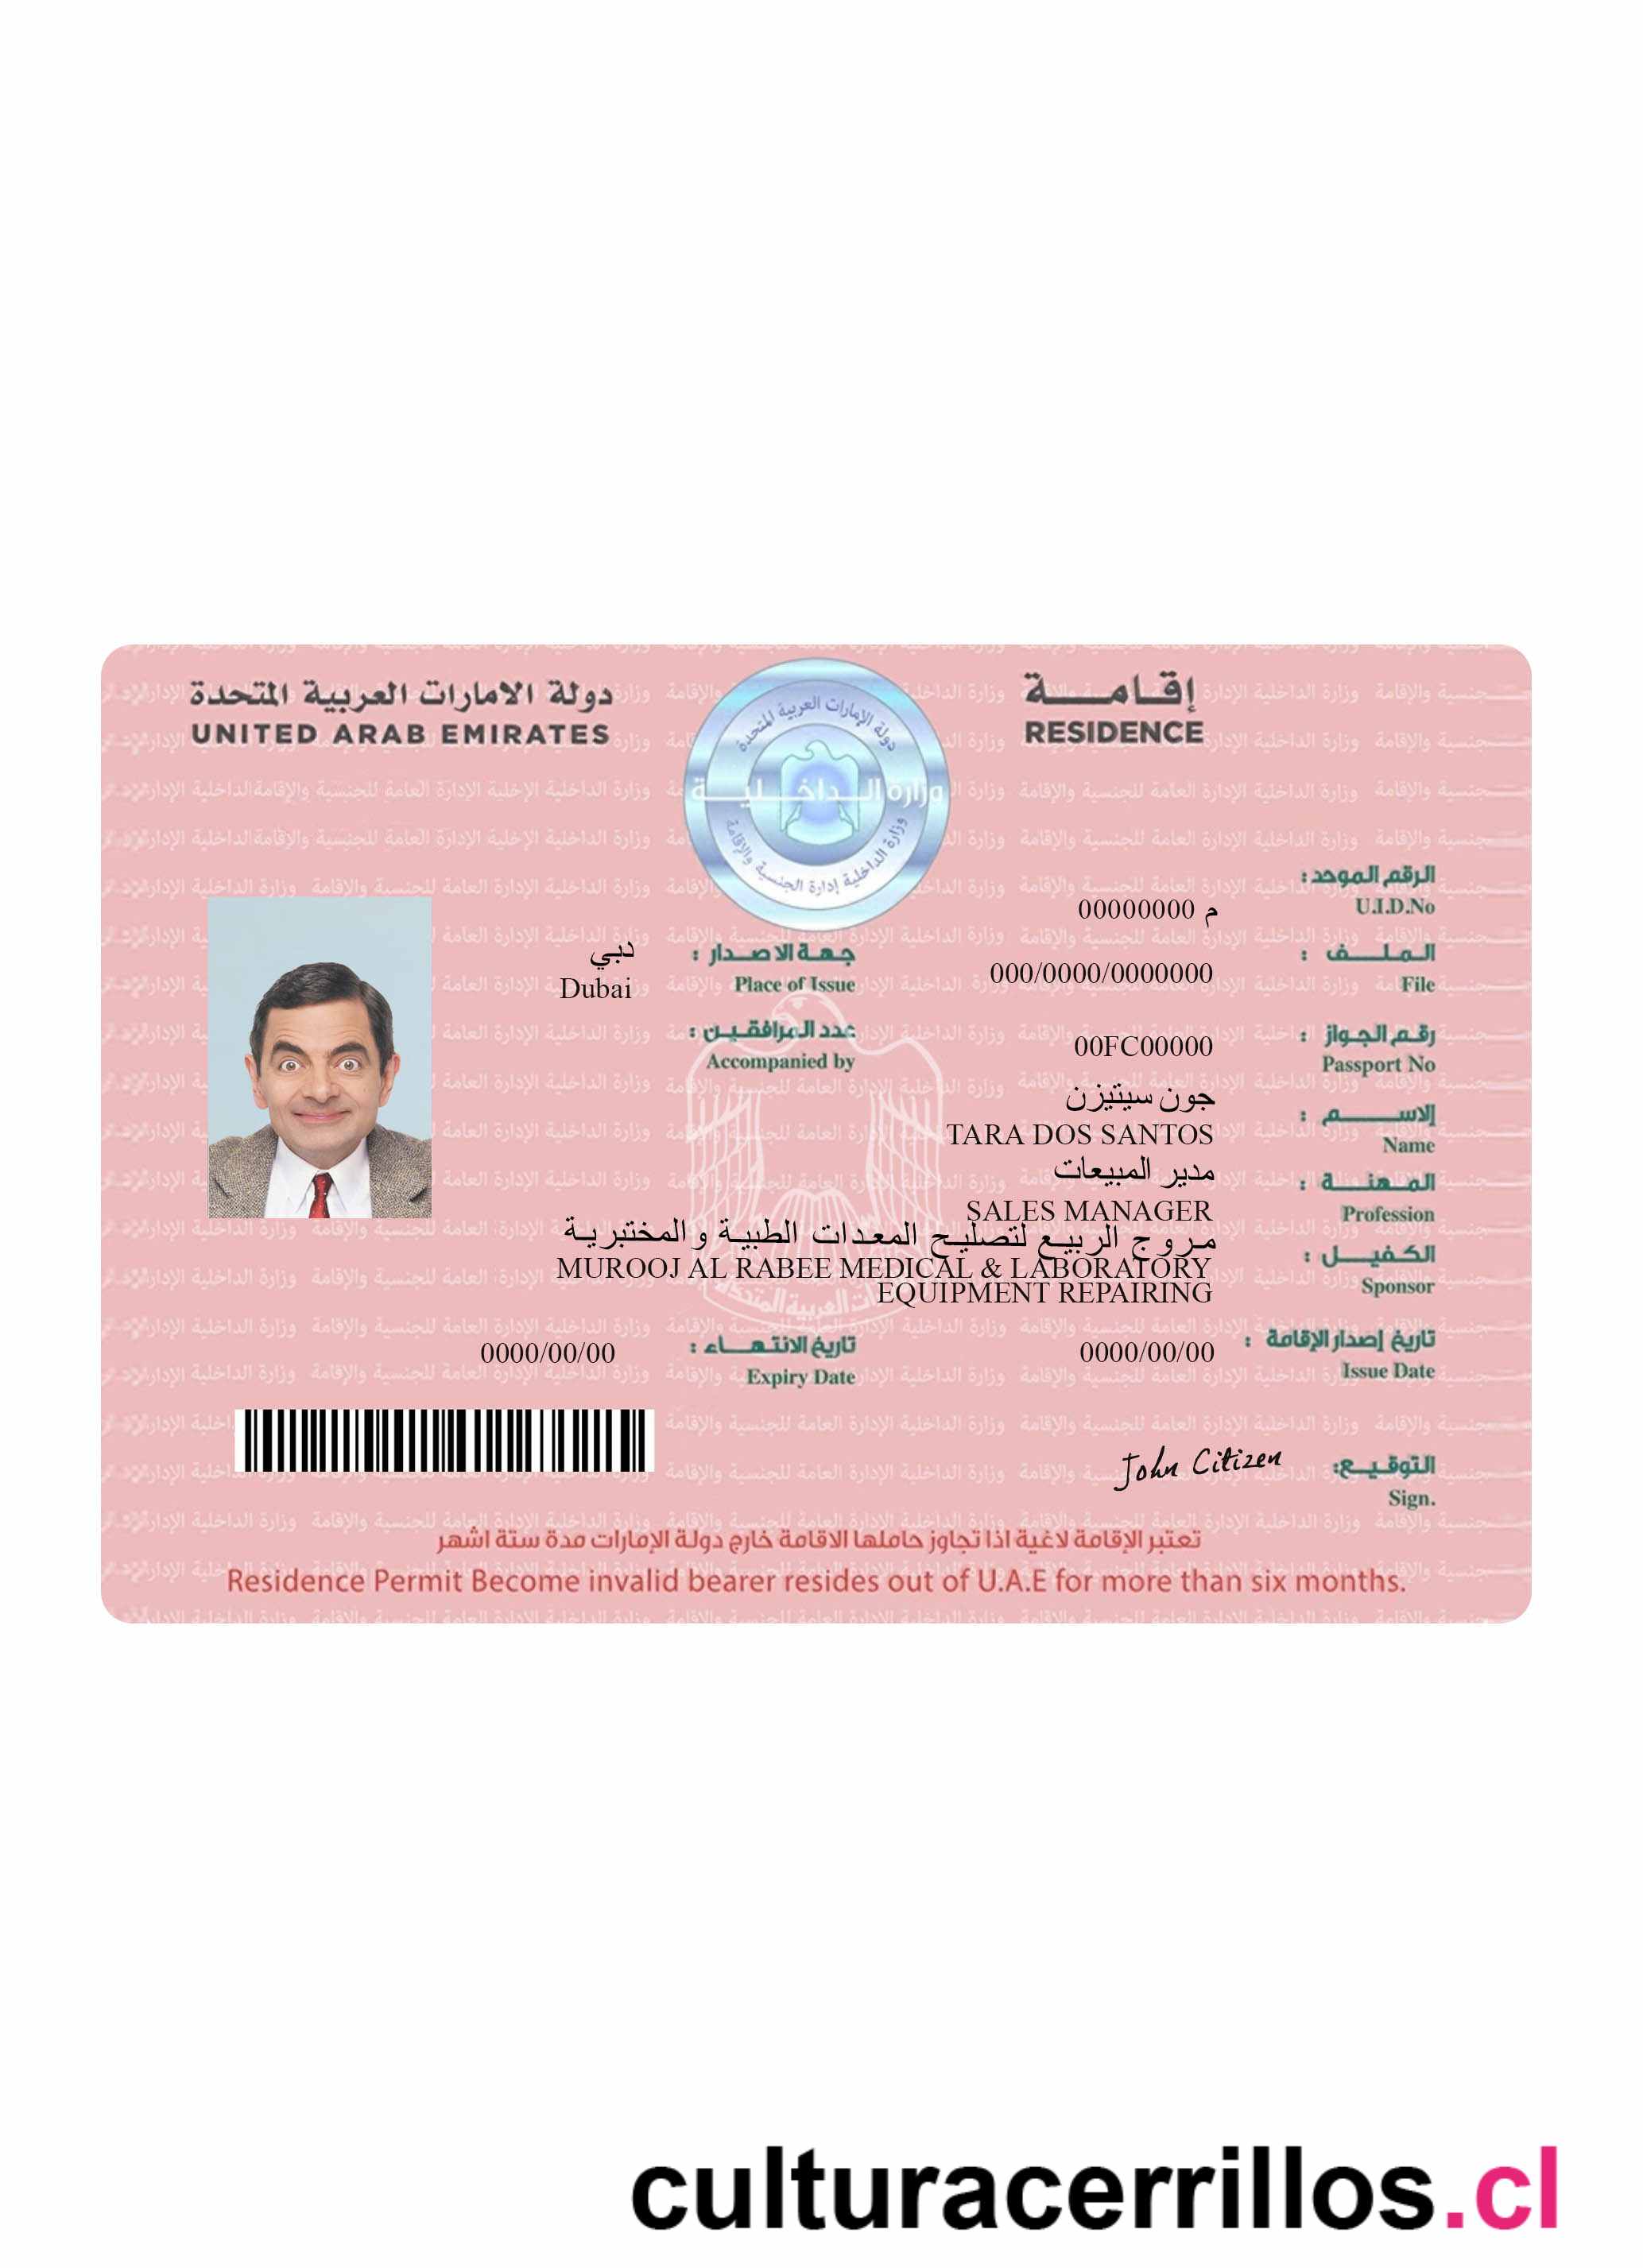 دولة الامارات العربية المتحدة
UNITED ARAB EMIRATES
إقامة
RESIDENCE
دولة الإمارات العربية المتحدة
وزارة الداخلية
وزارة الداخلية إدارة الجنسية والإقامة
الرقم الموحد:
U.I.D.No
م 00000000
الملف :
File
000/0000/0000000
جهة الاصدار :
Place of Issue
دبي
Dubai
رقم الجواز :
Passport No
00FC00000
عدد المرافقين :
Accompanied by
الاسم :
Name
جون سيتيزن
TARA DOS SANTOS
المهنة :
Profession
مدير المبيعات
SALES MANAGER
الكفيل :
Sponsor
مروج الربيع لتصليح المعدات الطبية والمختبرية
MUROOJ AL RABEE MEDICAL & LABORATORY
EQUIPMENT REPAIRING
تاريخ إصدار الإقامة :
Issue Date
0000/00/00
تاريخ الانتهاء :
Expiry Date
0000/00/00
التوقيع:
Sign.
John Citizen
تعتبر الإقامة لاغية اذا تجاوز حاملها الاقامة خارج دولة الإمارات مدة ستة اشهر
Residence Permit Become invalid bearer resides out of U.A.E for more than six months.
culturacerrillos.cl